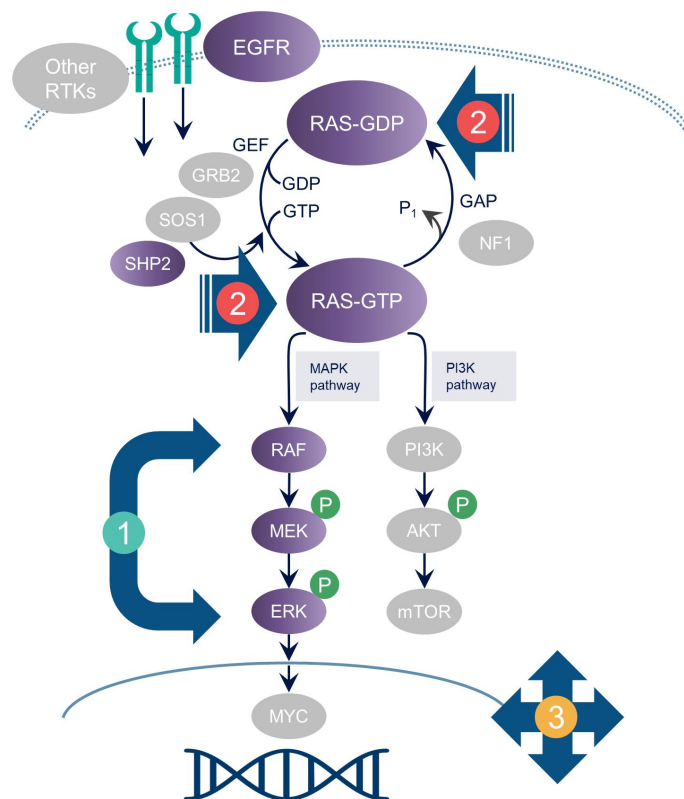 EGFR
Other
RTKs
RAS-GDP
2
GEF
GRB2
GDP
GTP
P1
GAP
SOS1
NF1
SHP2
2
RAS-GTP
MAPK
pathway
PI3K
pathway
RAF
PI3K
P
P
MEK
AKT
1
P
ERK
mTOR
MYC
3